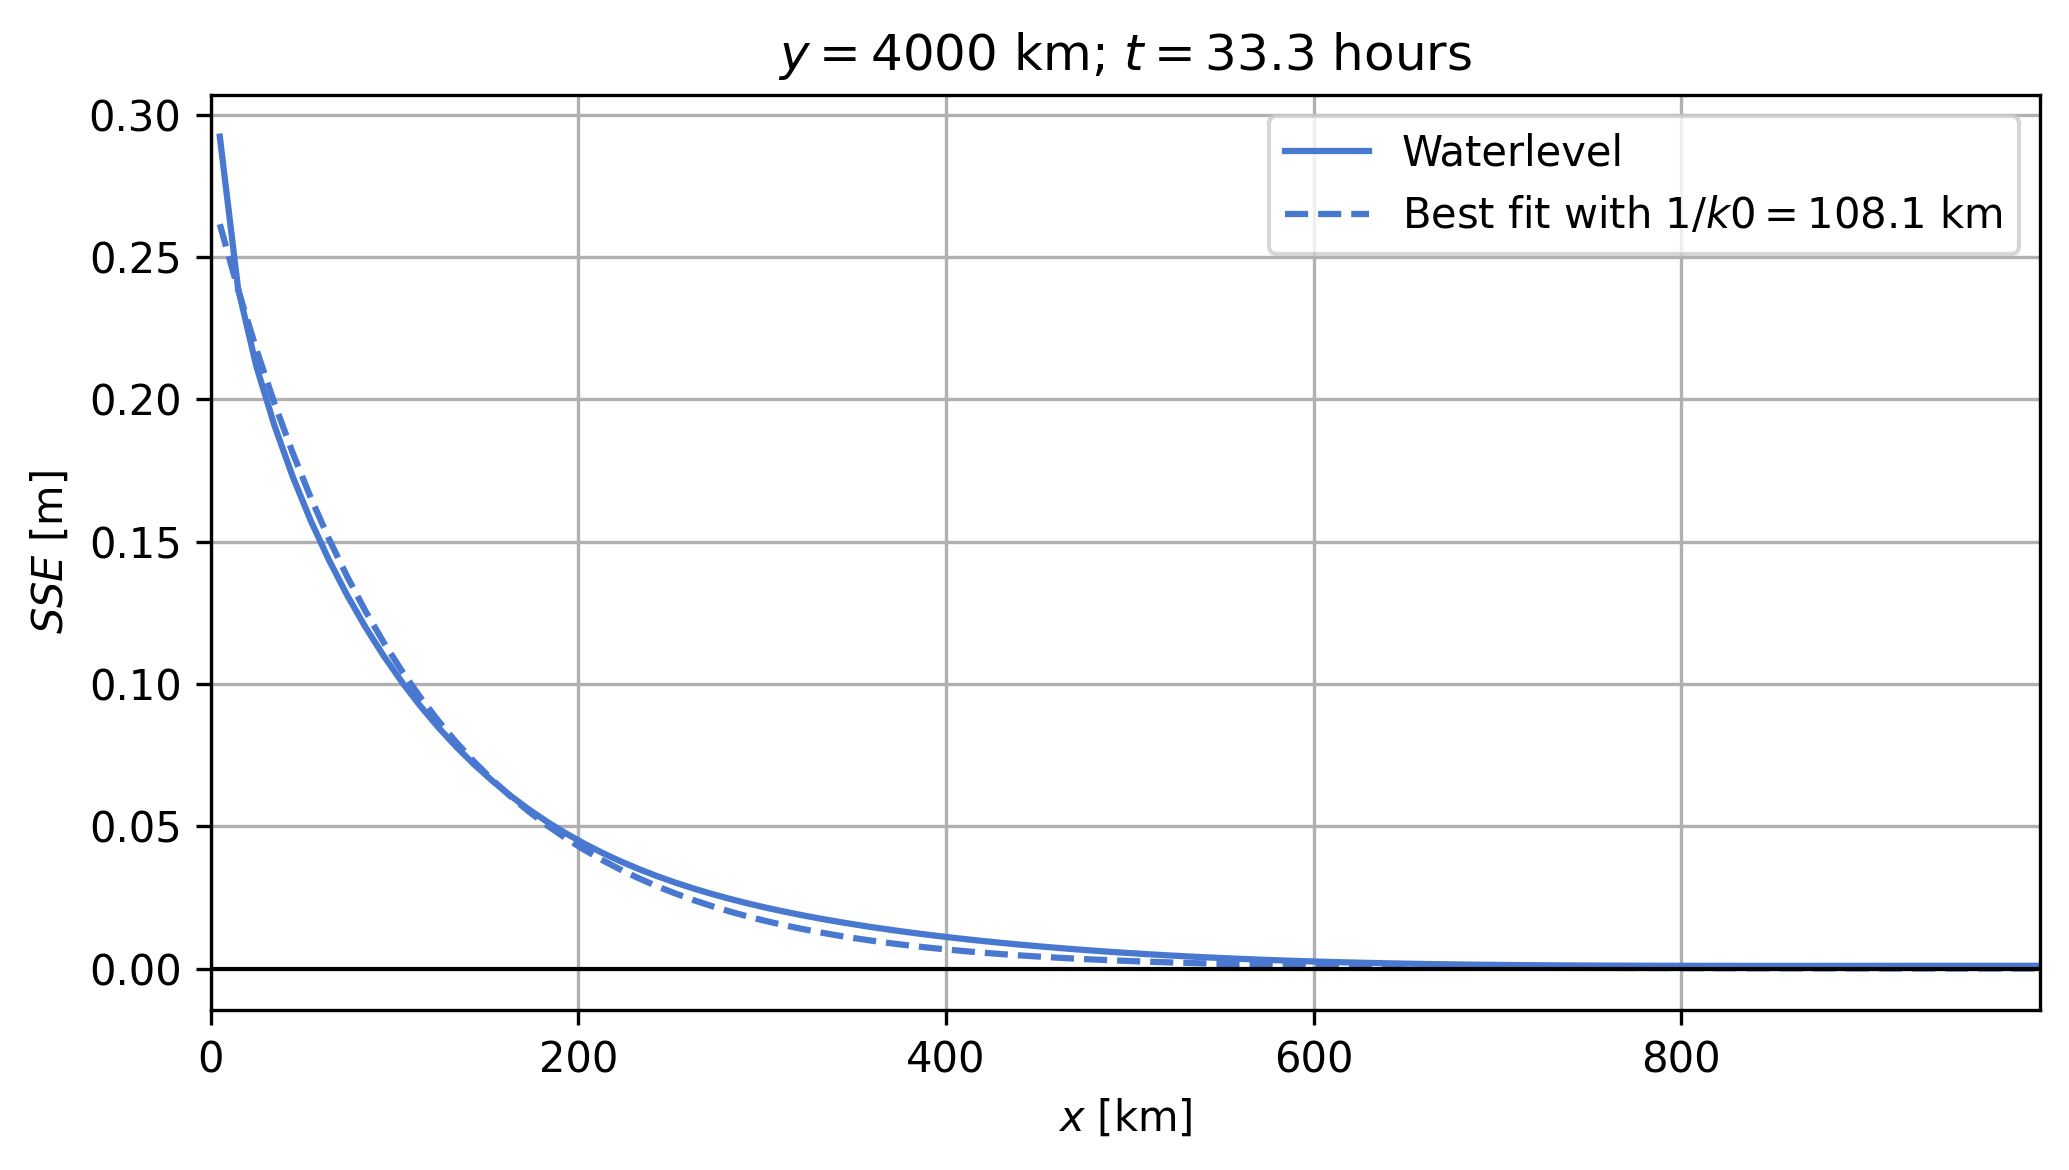 y = 4000 km; t = 33.3 hours
0.30
0.25
0.20
0.15
0.10
0.05
0.00
SSE [m]
Waterlevel
Best fit with 1/k0 = 108.1 km
0 200 400 600 800
x [km]